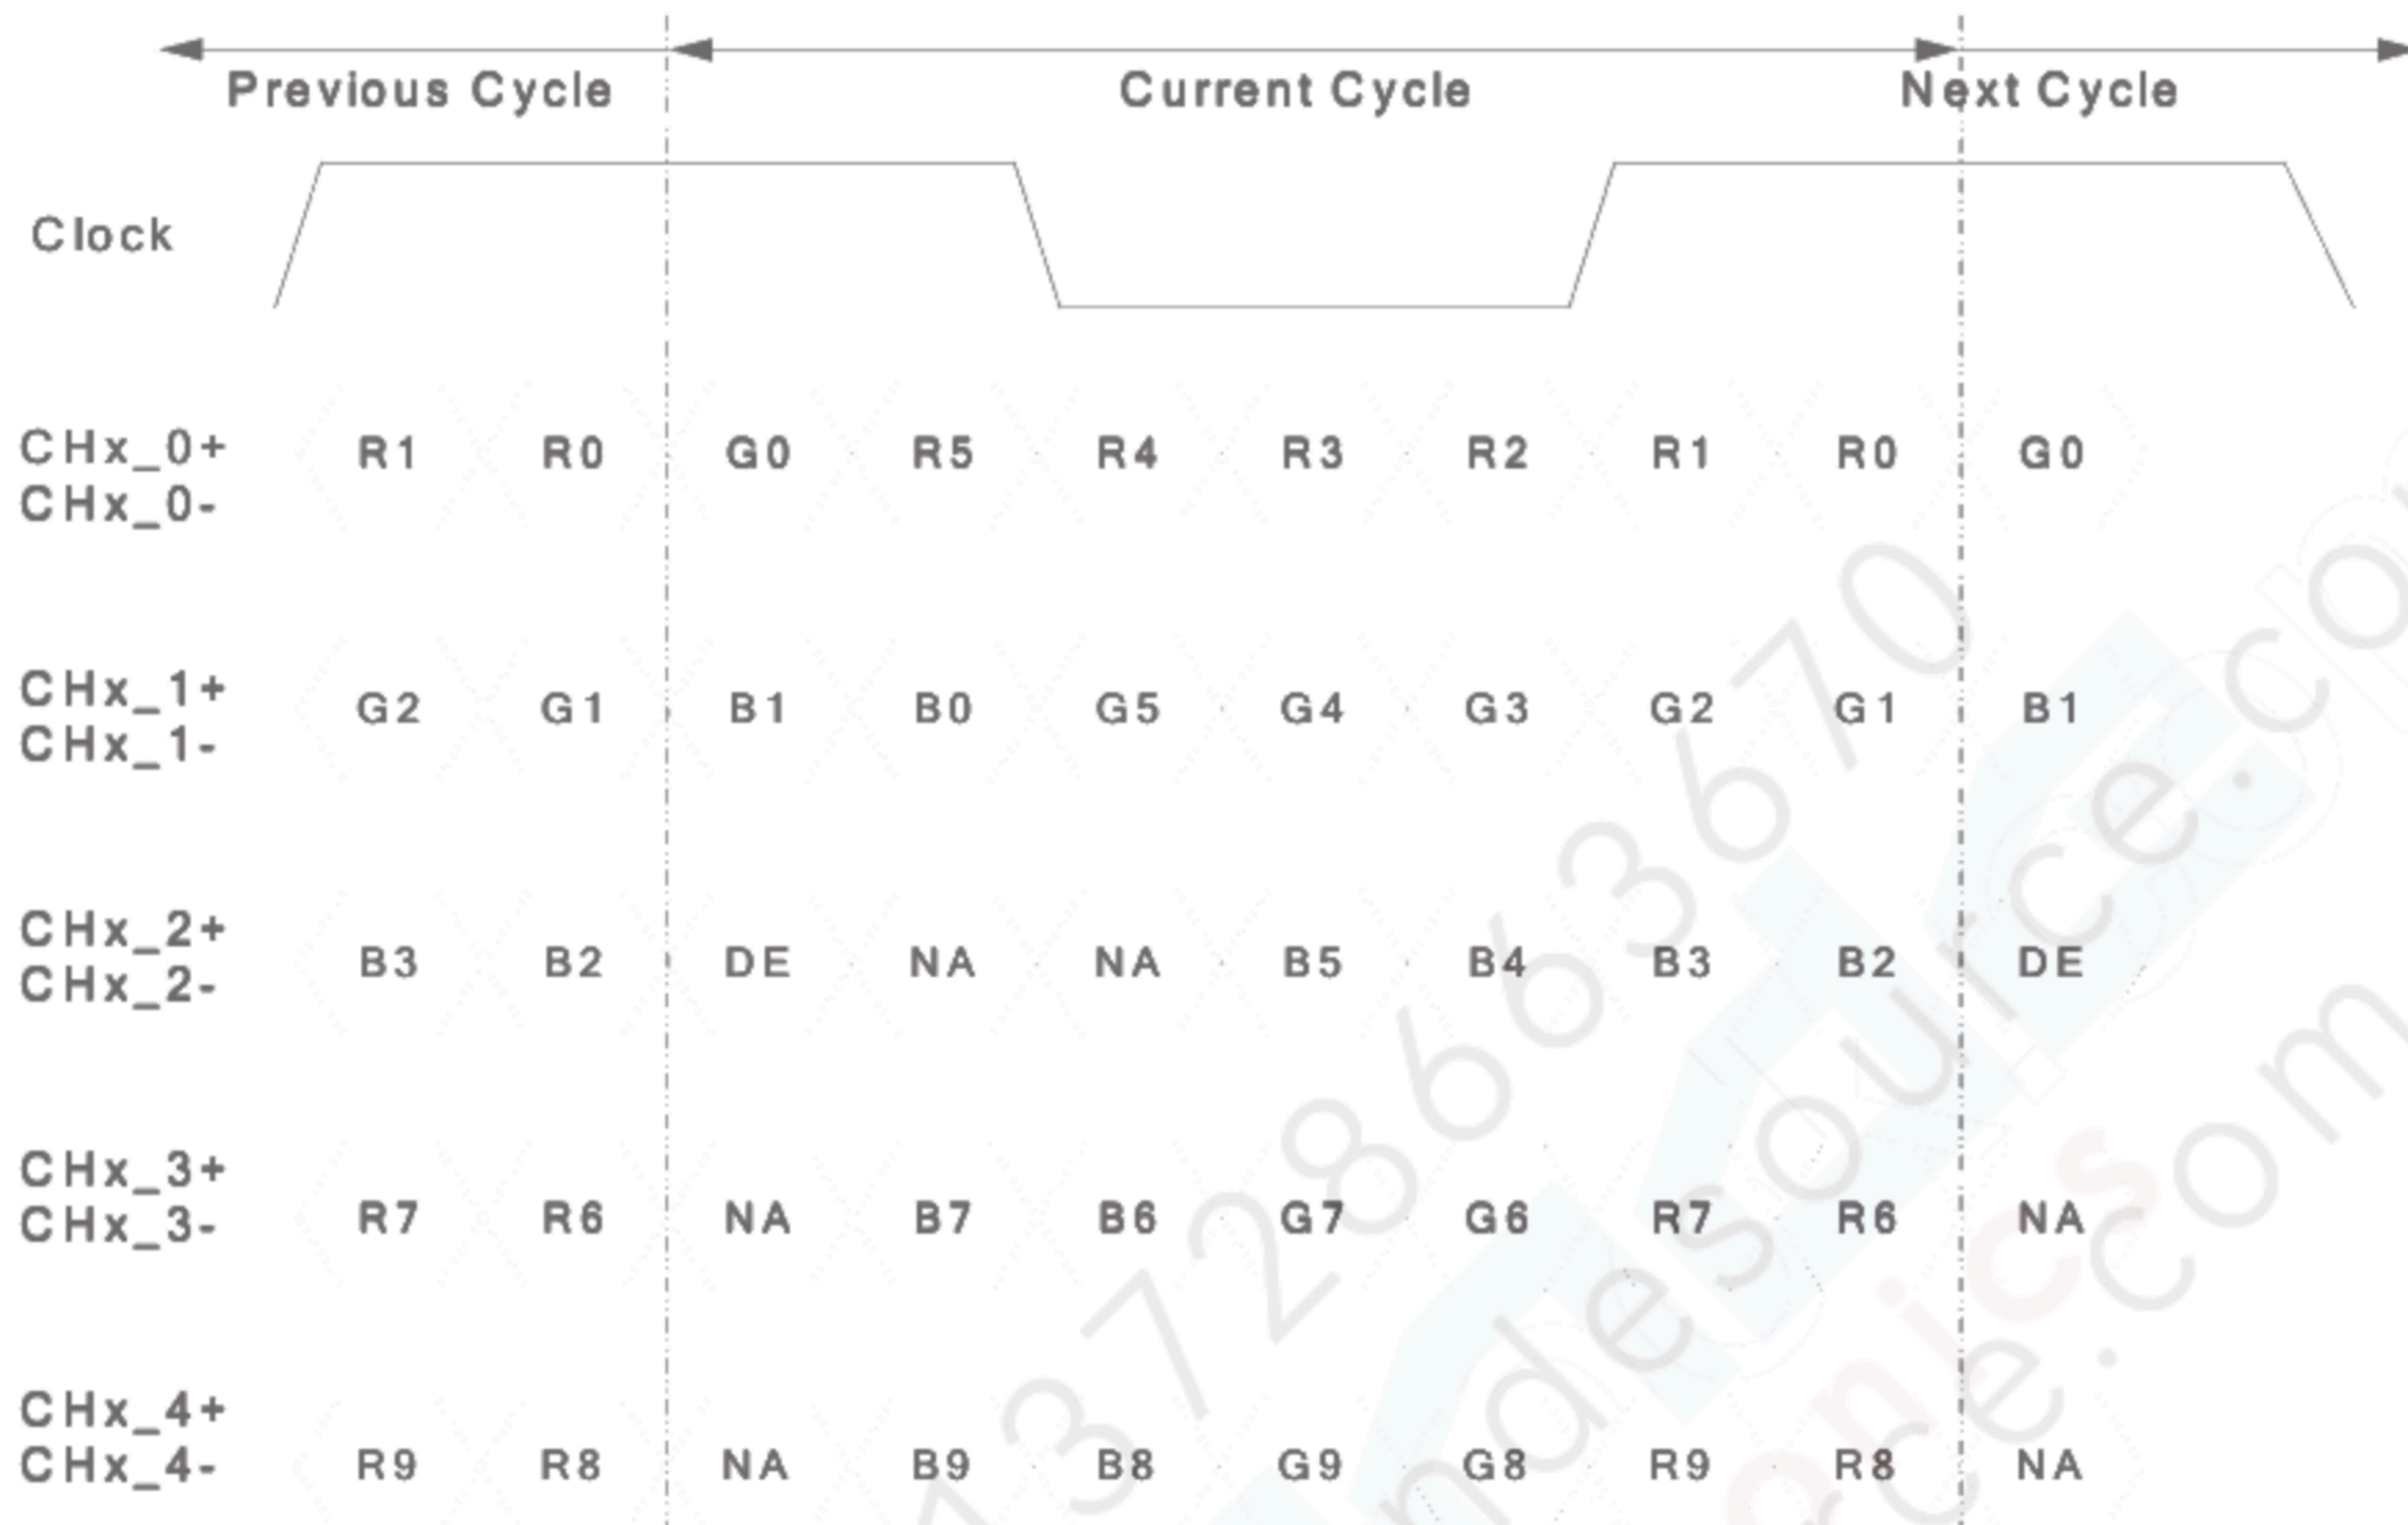 Previous Cycle Current Cycle Next Cycle
Clock
CHx_0+
R1 R0 G0 R5 R4 R3 R2 R1 R0 G0
CHx_0-
CHx_1+
G2 G1 B1 B0 G5 G4 G3 G2 G1 B1
CHx_1-
CHx_2+
B3 B2 DE NA NA B5 B4 B3 B2 DE
CHx_2-
CHx_3+
R7 R6 NA B7 B6 G7 G6 R7 R6 NA
CHx_3-
CHx_4+
R9 R8 NA B9 B8 G9 G8 R9 R8 NA
CHx_4-
13728663670